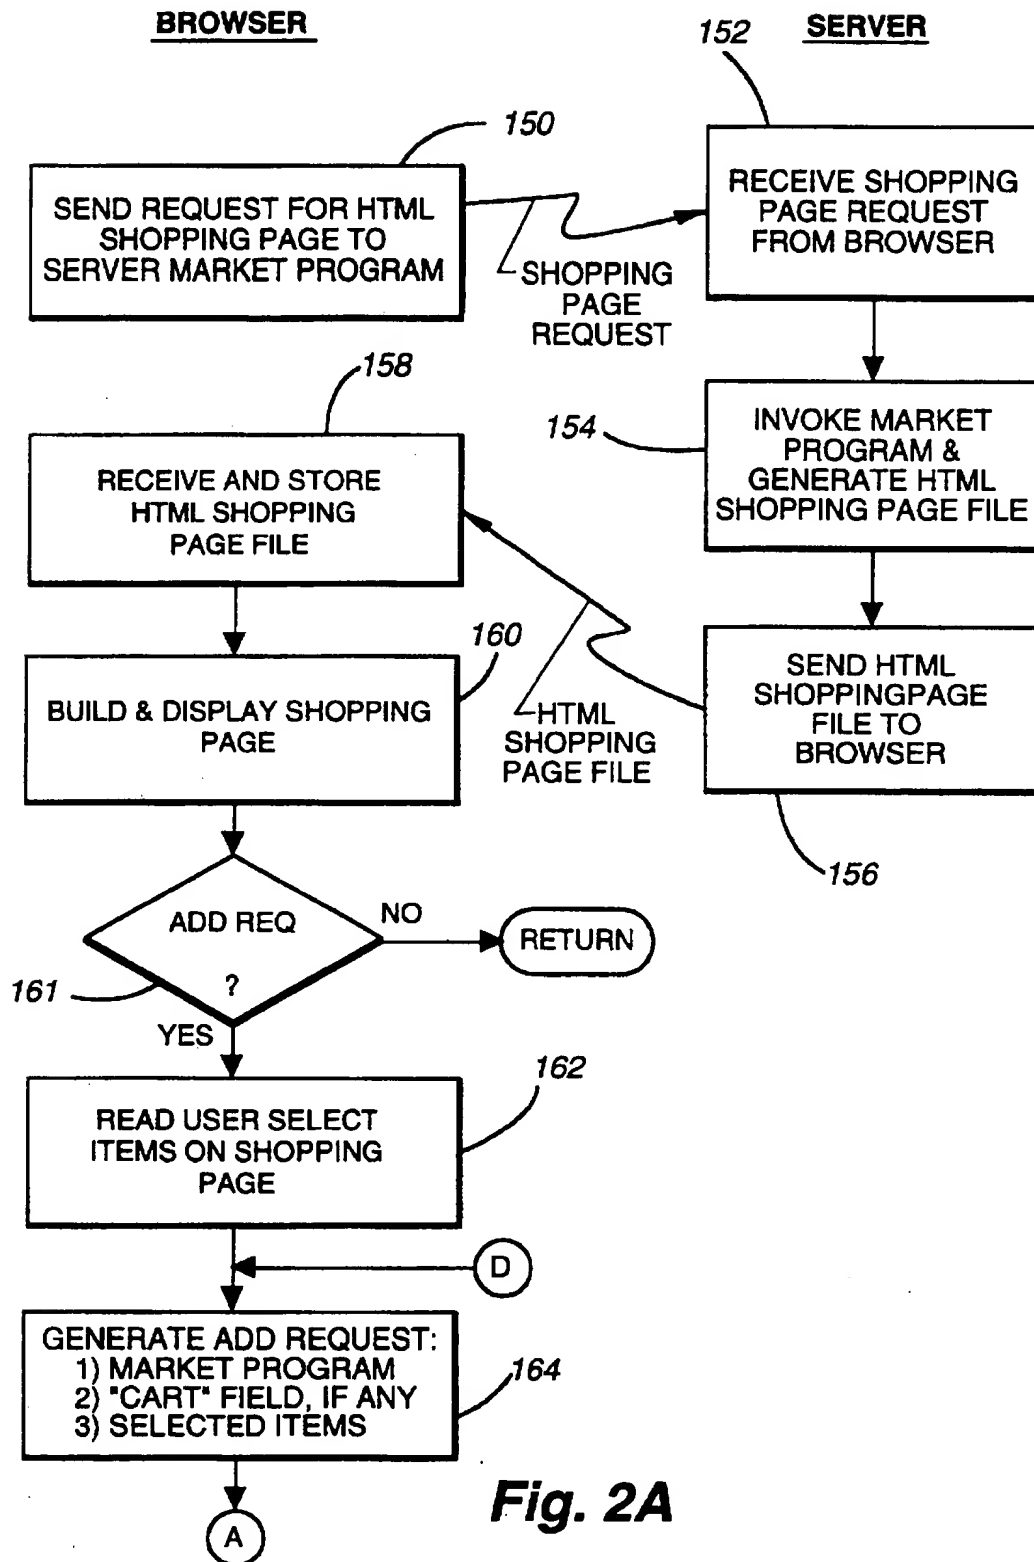 BROWSER
SERVER
152
150
SEND REQUEST FOR HTML
SHOPPING PAGE TO
SERVER MARKET PROGRAM
RECEIVE SHOPPING
PAGE REQUEST
FROM BROWSER
SHOPPING
PAGE
REQUEST
158
154
INVOKE MARKET
PROGRAM &
GENERATE HTML
SHOPPING PAGE FILE
RECEIVE AND STORE
HTML SHOPPING
PAGE FILE
160
BUILD & DISPLAY SHOPPING
PAGE
HTML
SHOPPING
PAGE FILE
SEND HTML
SHOPPINGPAGE
FILE TO
BROWSER
156
ADD REQ
?
NO
RETURN
161
YES
162
READ USER SELECT
ITEMS ON SHOPPING
PAGE
D
GENERATE ADD REQUEST:
1) MARKET PROGRAM
2) "CART" FIELD, IF ANY
3) SELECTED ITEMS
164
A
Fig. 2A